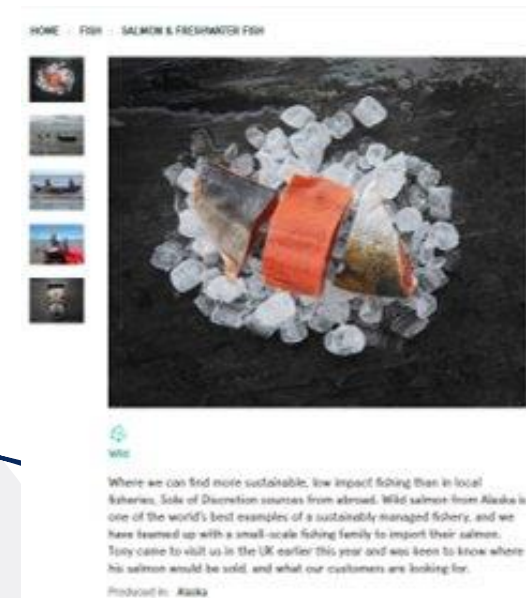 HOME FISH SALMON & FRESHWATER FISH
Wild
Where we can find more sustainable, low impact fishing than in local
fisheries, Sole of Discretion sources from abroad. Wild salmon from Alaska is
one of the world's best examples of a sustainably managed fishery, and we
have teamed up with a small-scale fishing family to import their salmon.
Tony came to visit us in the UK earlier this year and was keen to know where
his salmon would be sold, and what our customers are looking for.
Produced in: Alaska